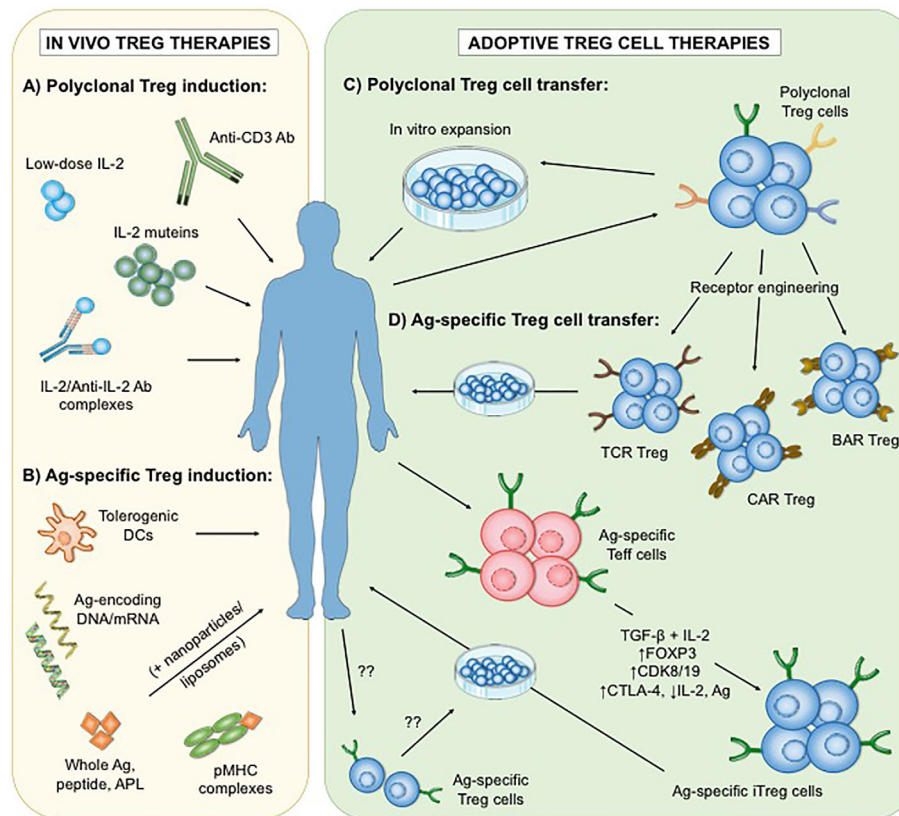 IN VIVO TREG THERAPIES
A) Polyclonal Treg induction:
Anti-CD3 Ab
Low-dose IL-2
IL-2 muteins
IL-2/Anti-IL-2 Ab
complexes
B) Ag-specific Treg induction:
Tolerogenic
DCs
Ag-encoding
DNA/mRNA
(+ nanoparticles/
liposomes)
Whole Ag,
peptide, APL
pMHC
complexes
ADOPTIVE TREG CELL THERAPIES
C) Polyclonal Treg cell transfer:
In vitro expansion
Polyclonal
Treg cells
Receptor engineering
D) Ag-specific Treg cell transfer:
TCR Treg
CAR Treg
BAR Treg
Ag-specific
Teff cells
TGF-β + IL-2
↑FOXP3
↑CDK8/19
↑CTLA-4, ↓IL-2, Ag
??
??
Ag-specific
Treg cells
Ag-specific iTreg cells